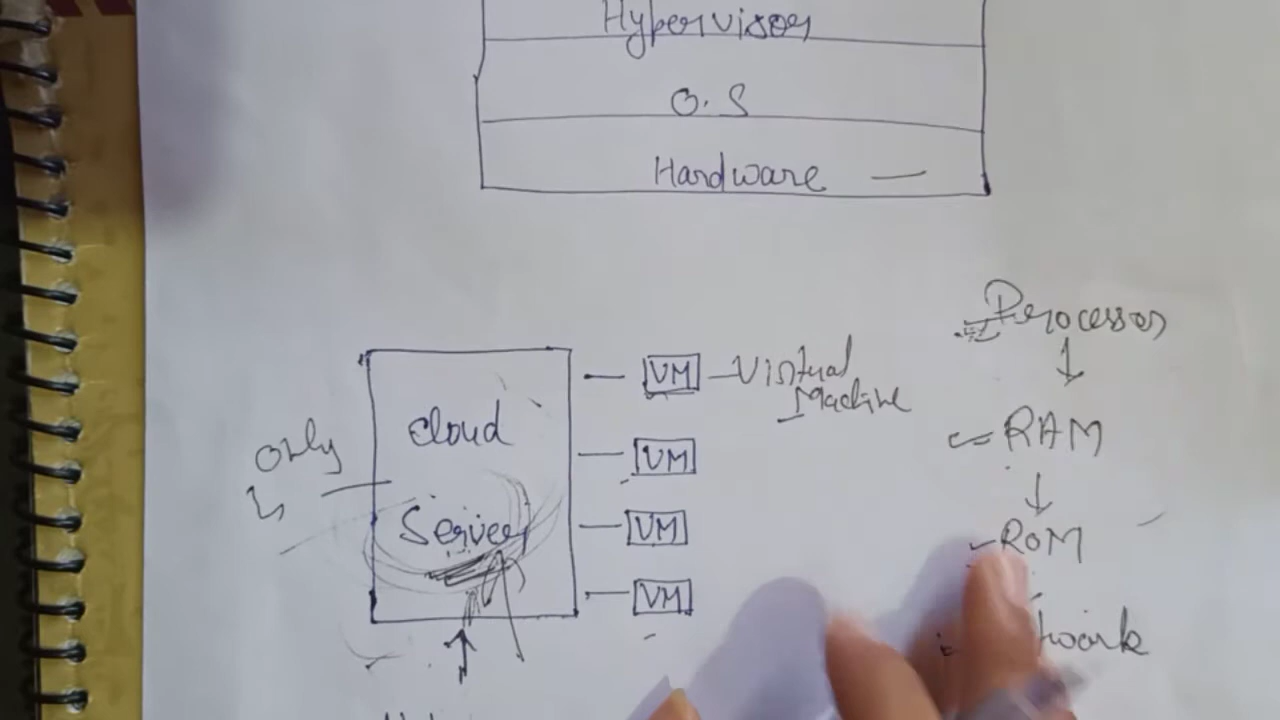 Hypervisor
O.S
Hardware —
Processor
VM — Virtual
Machine
only
Cloud
RAM
VM
Server
VM
ROM
VM